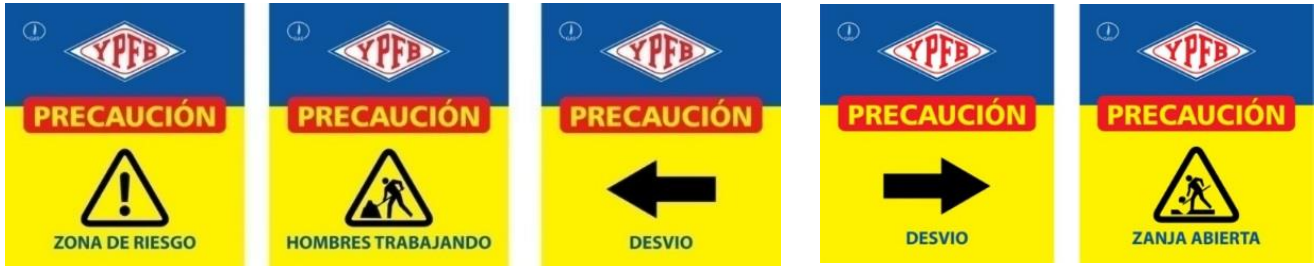 YPFB
PRECAUCIÓN
ZONA DE RIESGO
YPFB
PRECAUCIÓN
HOMBRES TRABAJANDO
YPFB
PRECAUCIÓN
DESVIO
YPFB
PRECAUCIÓN
DESVIO
YPFB
PRECAUCIÓN
ZANJA ABIERTA